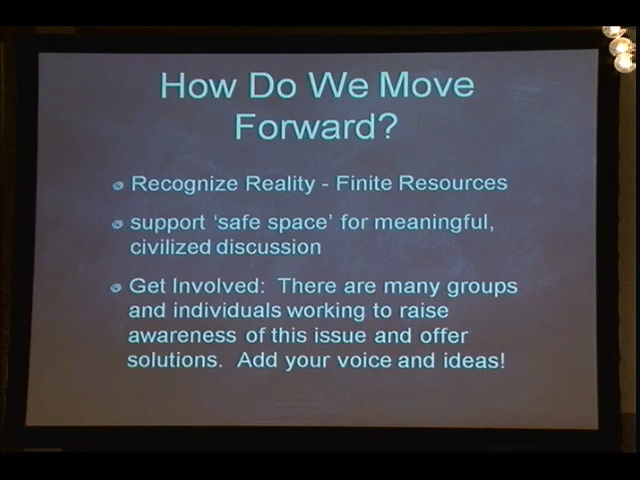 How Do We Move
Forward?
Recognize Reality - Finite Resources
support ‘safe space’ for meaningful,
civilized discussion
Get Involved:  There are many groups
and individuals working to raise
awareness of this issue and offer
solutions.  Add your voice and ideas!